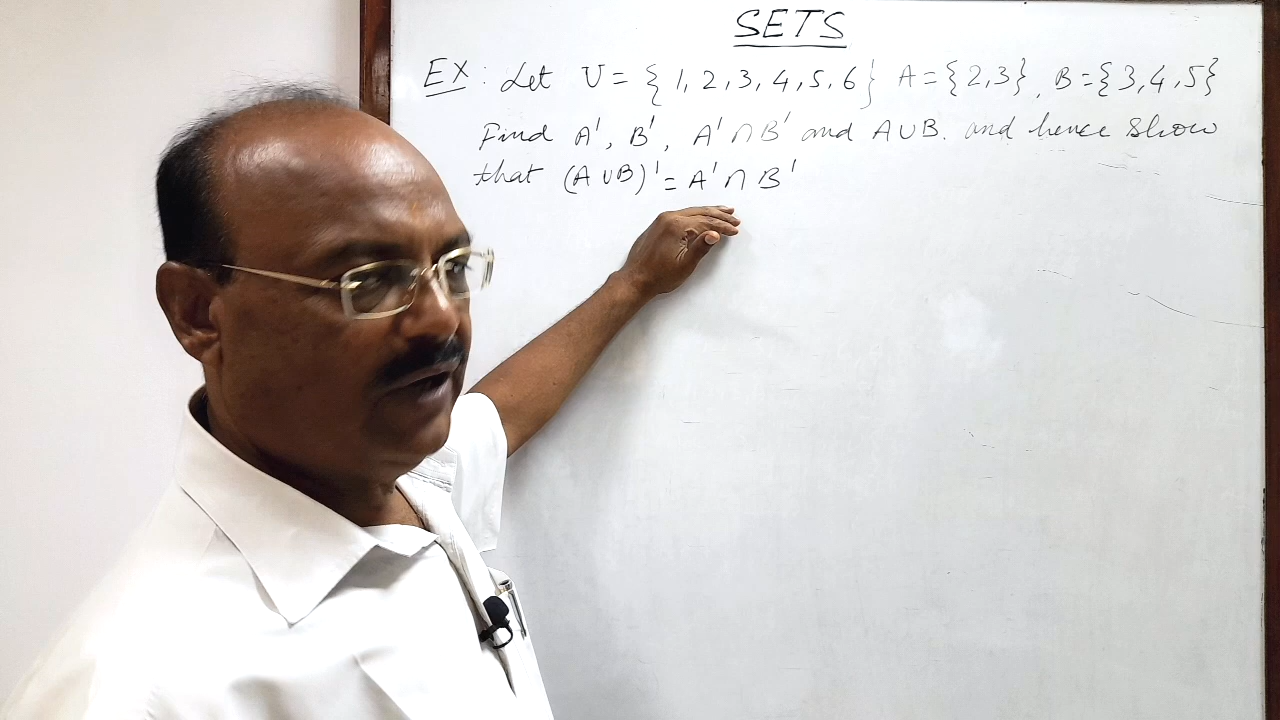 SETS
EX: Let U = {1, 2, 3, 4, 5, 6} A = {2, 3}, B = {3, 4, 5}
Find A', B', A' ∩ B' and A ∪ B. and hence Show
that (A ∪ B)' = A' ∩ B'